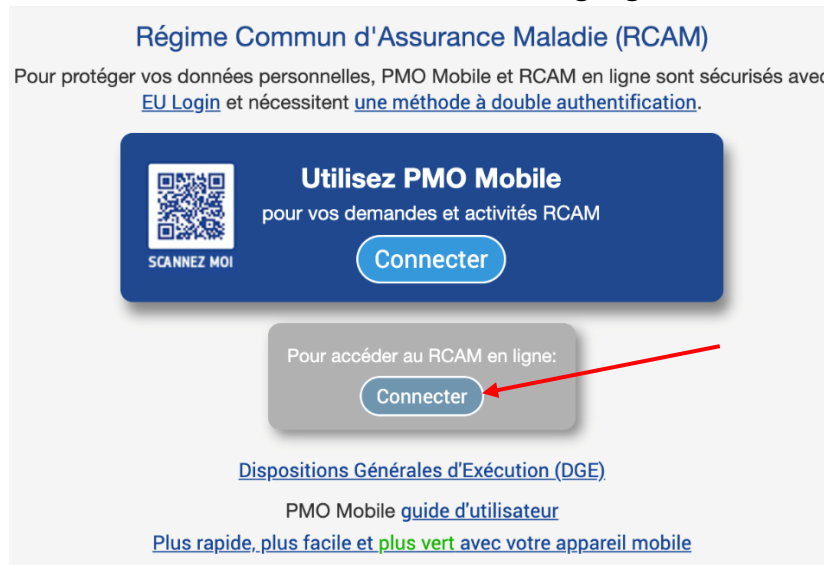 Régime Commun d'Assurance Maladie (RCAM)
Pour protéger vos données personnelles, PMO Mobile et RCAM en ligne sont sécurisés avec
EU Login et nécessitent une méthode à double authentification.
Utilisez PMO Mobile
pour vos demandes et activités RCAM
Connecter
SCANNEZ MOI
Pour accéder au RCAM en ligne:
Connecter
Dispositions Générales d'Exécution (DGE)
PMO Mobile guide d'utilisateur
Plus rapide, plus facile et plus vert avec votre appareil mobile